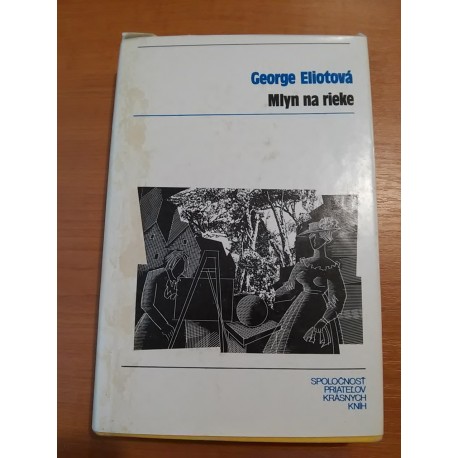 George Eliotová
Mlyn na rieke
SPOLOČNOSŤ
PRIATEĽOV
KRÁSNYCH
KNÍH